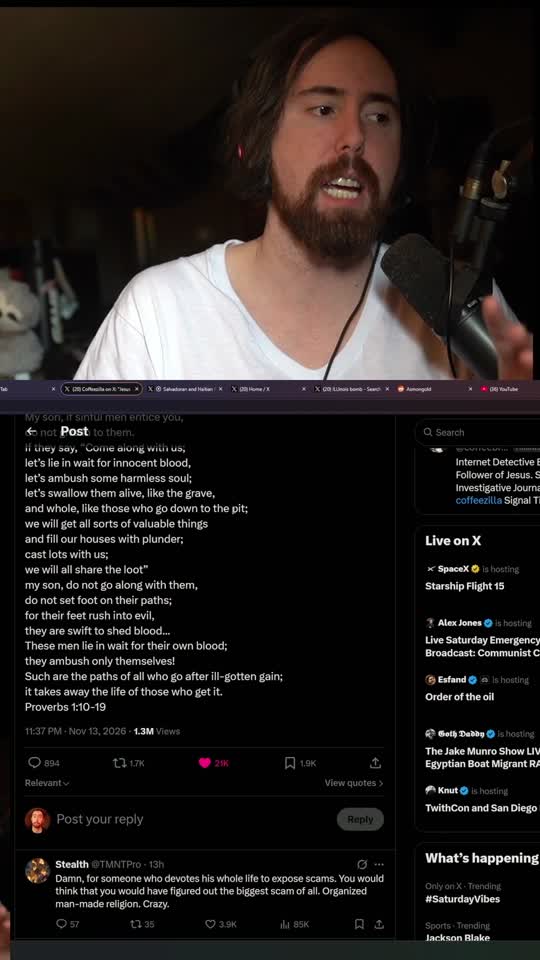 Tab
(20) Coffeezilla on X: "Jesus
Salvadoran and Haitian
(20) Home / X
(20) ILLnois bomb - Search
Asmongold
(36) YouTube
My son, if sinful men entice you,
do not go to them.
Post
If they say, "Come along with us;
let's lie in wait for innocent blood,
let's ambush some harmless soul;
let's swallow them alive, like the grave,
and whole, like those who go down to the pit;
we will get all sorts of valuable things
and fill our houses with plunder;
cast lots with us;
we will all share the loot"
my son, do not go along with them,
do not set foot on their paths;
for their feet rush into evil,
they are swift to shed blood...
These men lie in wait for their own blood;
they ambush only themselves!
Such are the paths of all who go after ill-gotten gain;
it takes away the life of those who get it.
Proverbs 1:10-19
11:37 PM · Nov 13, 2026 · 1.3M Views
894 1.7K 21K 1.9K
Relevant
View quotes
Post your reply
Reply
Stealth @TMNTPro · 13h
Damn, for someone who devotes his whole life to expose scams. You would
think that you would have figured out the biggest scam of all. Organized
man-made religion. Crazy.
57 35 3.9K 85K
Search
Internet Detective
Follower of Jesus. S
Investigative Journa
coffeezilla Signal T
Live on X
SpaceX is hosting
Starship Flight 15
Alex Jones is hosting
Live Saturday Emergency
Broadcast: Communist C
Esfand is hosting
Order of the oil
Goth Daddy is hosting
The Jake Munro Show LIV
Egyptian Boat Migrant RA
Knut is hosting
TwithCon and San Diego
What's happening
Only on X · Trending
#SaturdayVibes
Sports · Trending
Jackson Blake